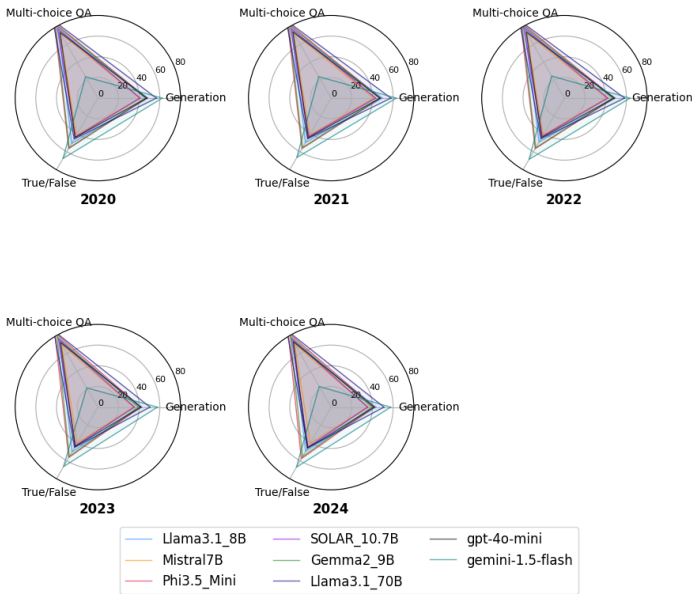 Multi-choice QA
80
60
40
20
0
Generation
True/False
2020
Multi-choice QA
80
60
40
20
0
Generation
True/False
2021
Multi-choice QA
80
60
40
20
0
Generation
True/False
2022
Multi-choice QA
80
60
40
20
0
Generation
True/False
2023
Multi-choice QA
80
60
40
20
0
Generation
True/False
2024
Llama3.1_8B
Mistral7B
Phi3.5_Mini
SOLAR_10.7B
Gemma2_9B
Llama3.1_70B
gpt-4o-mini
gemini-1.5-flash